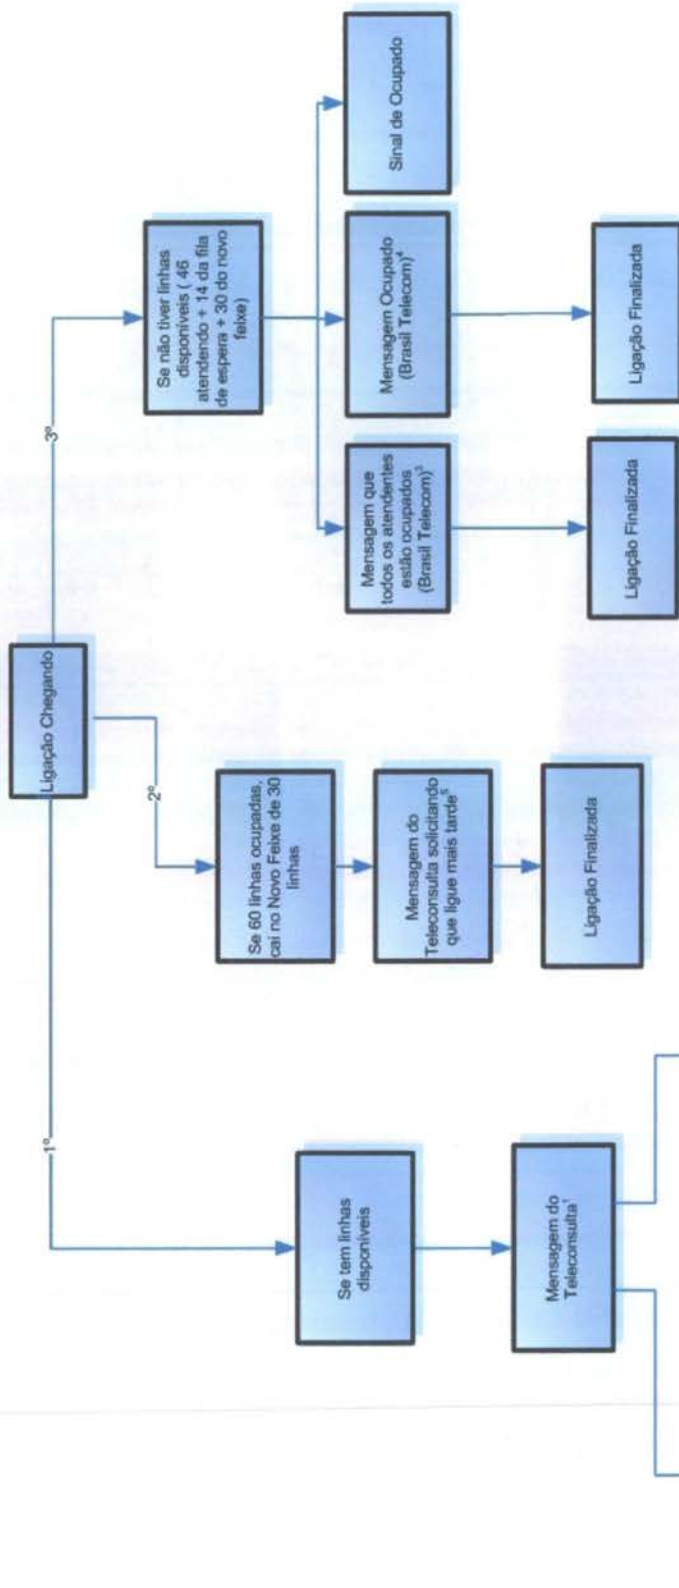 Ligação Chegando
1º
2º
3º
Se tem linhas
disponíveis
Mensagem do
Teleconsulta¹
Se 60 linhas ocupadas,
cai no Novo Feixe de 30
linhas
Mensagem do
Teleconsulta solicitando
que ligue mais tarde⁵
Ligação Finalizada
Se não tiver linhas
disponíveis ( 46
atendendo + 14 da fila
de espera + 30 do novo
feixe)
Mensagem que
todos os atendentes
estão ocupados
(Brasil Telecom)³
Ligação Finalizada
Mensagem Ocupado
(Brasil Telecom)⁴
Ligação Finalizada
Sinal de Ocupado